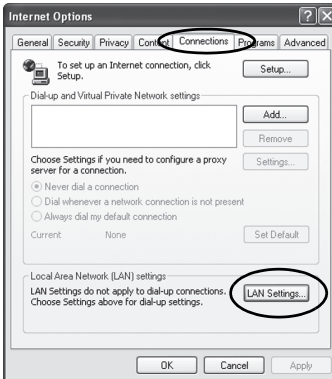 Internet Options
General Security Privacy Content Connections Programs Advanced
To set up an Internet connection, click
Setup.
Setup...
Dial-up and Virtual Private Network settings
Add...
Remove
Choose Settings if you need to configure a proxy
server for a connection.
Settings...
Never dial a connection
Dial whenever a network connection is not present
Always dial my default connection
Current None
Set Default
Local Area Network (LAN) settings
LAN Settings do not apply to dial-up connections.
Choose Settings above for dial-up settings.
LAN Settings...
OK Cancel Apply